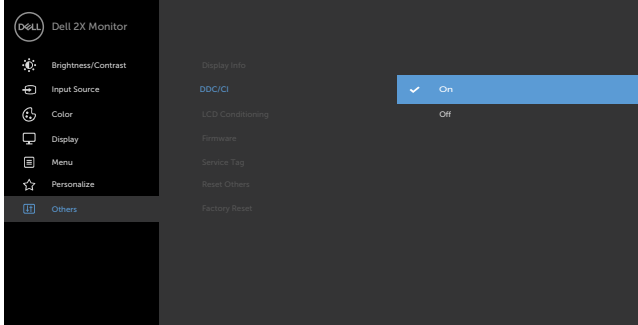 DELL Dell 2X Monitor
Brightness/Contrast
Input Source
Color
Display
Menu
Personalize
Others
Display Info
DDC/CI
LCD Conditioning
Firmware
Service Tag
Reset Others
Factory Reset
On
Off